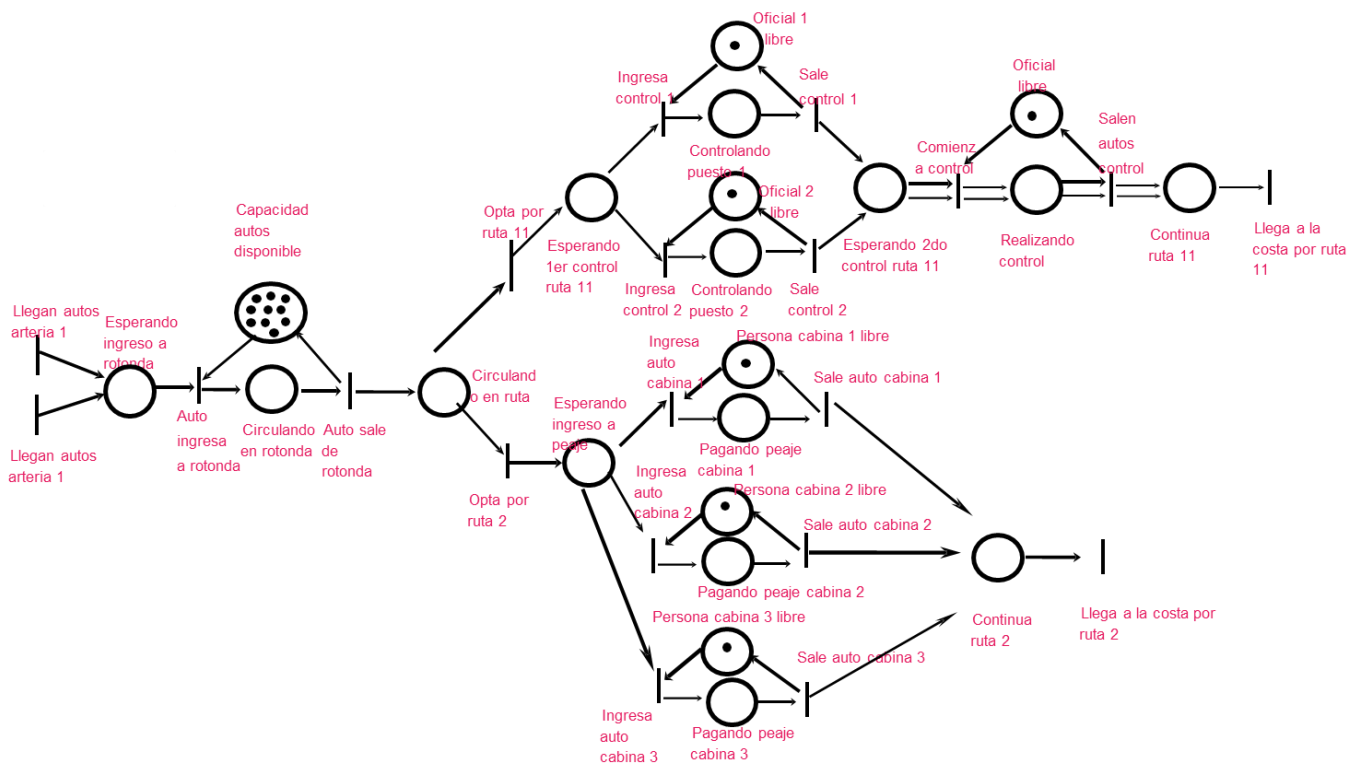 Oficial 1
libre
Ingresa
control 1
Sale
control 1
Controlando
puesto 1
Oficial
libre
Comienz
a control
Salen
autos
control
Capacidad
autos
disponible
Opta por
ruta 11
Esperando
1er control
ruta 11
Oficial 2
libre
Ingresa
control 2
Controlando
puesto 2
Sale
control 2
Esperando 2do
control ruta 11
Realizando
control
Continua
ruta 11
Llega a la
costa por ruta
11
Llegan autos
arteria 1
Esperando
ingreso a
rotonda
Llegan autos
arteria 1
Auto
ingresa
a rotonda
Circulando
en rotonda
Auto sale
de
rotonda
Circuland
o en ruta
Opta por
ruta 2
Esperando
ingreso a
peaje
Ingresa
auto
cabina 1
Persona cabina 1 libre
Sale auto cabina 1
Pagando peaje
cabina 1
Ingresa
auto
cabina 2
Persona cabina 2 libre
Sale auto cabina 2
Pagando peaje cabina 2
Persona cabina 3 libre
Sale auto cabina 3
Ingresa
auto
cabina 3
Pagando peaje
cabina 3
Continua
ruta 2
Llega a la costa por
ruta 2